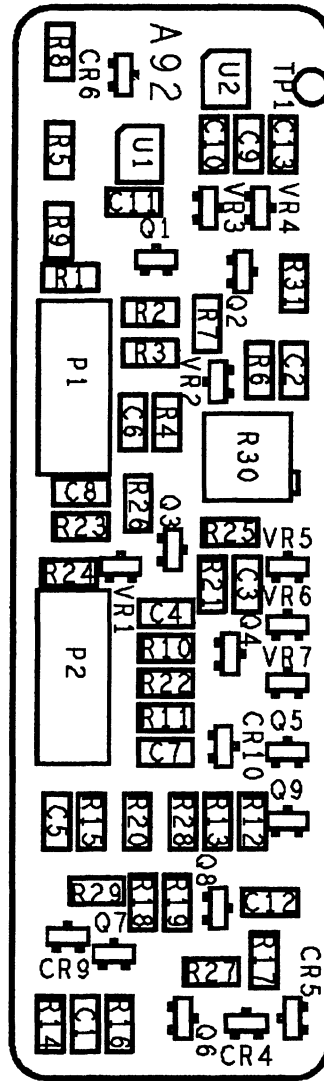 R8
CR6
A92
U2
TP1
R5
U1
C10
C9
C13
C11
VR3
VR4
R9
Q1
R1
Q2
R31
R2
R7
R3
VR2
R6
C2
P1
C6
R4
R30
C8
R26
Q3
R23
R25
VR5
R24
VR1
R21
C3
VR6
C4
Q4
P2
R10
VR7
R22
R11
CR10
Q5
C7
Q9
C5
R15
R20
R28
R13
R12
R29
R18
R19
Q8
C12
Q7
CR9
R27
R17
CR5
R14
C1
R16
Q6
CR4